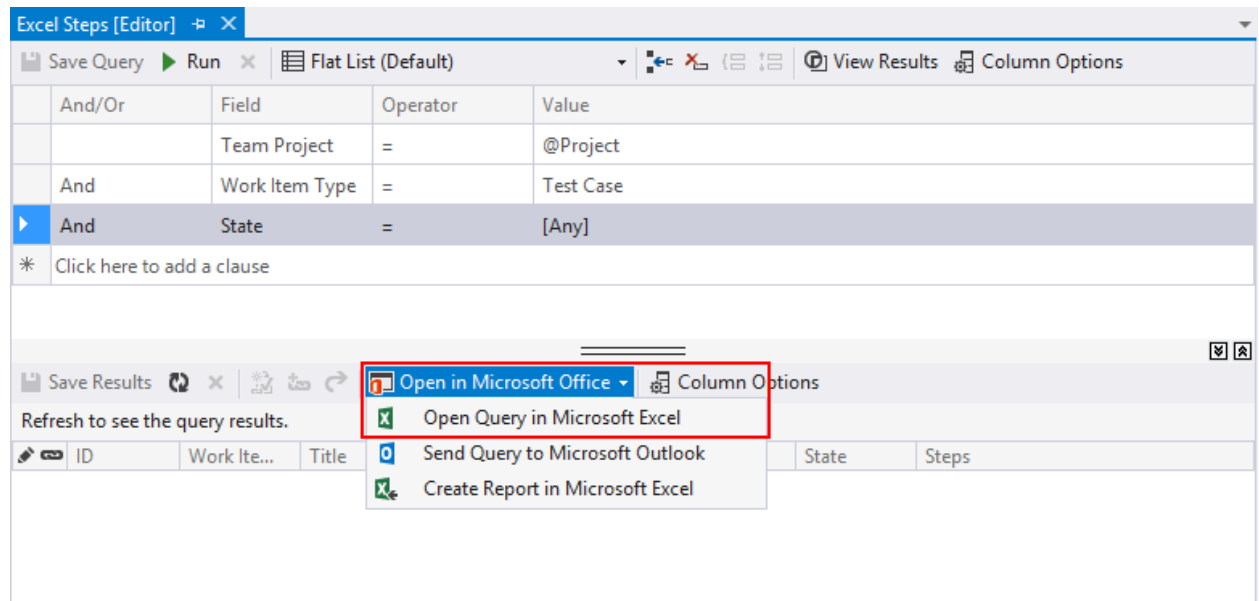 Excel Steps [Editor]
Save Query Run Flat List (Default) View Results Column Options
And/Or Field Operator Value
Team Project = @Project
And Work Item Type = Test Case
And State = [Any]
Click here to add a clause
Save Results Open in Microsoft Office Column Options
Refresh to see the query results.
Open Query in Microsoft Excel
ID Work Ite... Title State Steps
Send Query to Microsoft Outlook
Create Report in Microsoft Excel